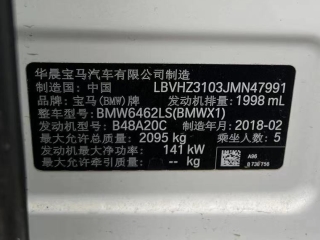 华晨宝马汽车有限公司制造
制造国：中国 LBVHZ3103JMN47991
品牌：宝马(BMW)牌 发动机排量：1998 mL
整车型号：BMW6462LS(BMWX1)
发动机型号：B48A20C 制造年月：2018-02
最大允许总质量：2095 kg 乘坐人数：5
发动机最大净功率：141 kW A96
最大允许牵引质量：-- kg